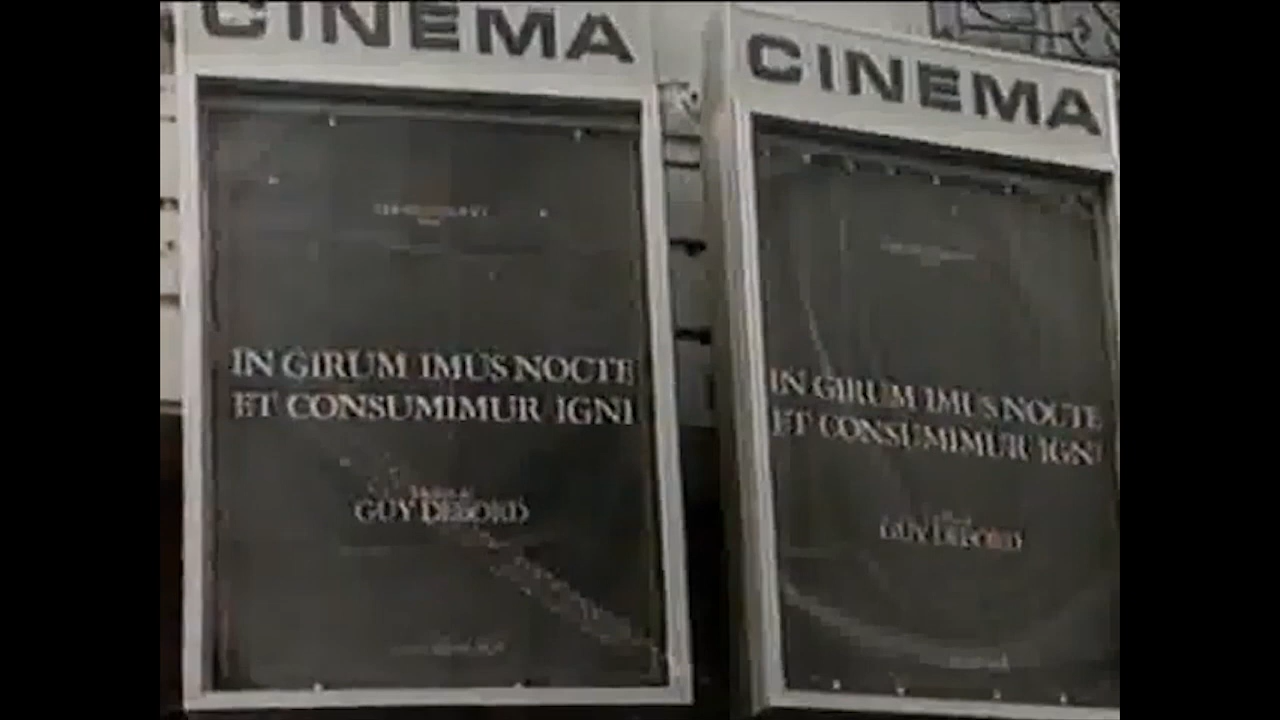 CINEMA
IN GIRUM IMUS NOCTE
ET CONSUMIMUR IGNI
GUY DEBORD
CINEMA
IN GIRUM IMUS NOCTE
ET CONSUMIMUR IGNI
GUY DEBORD